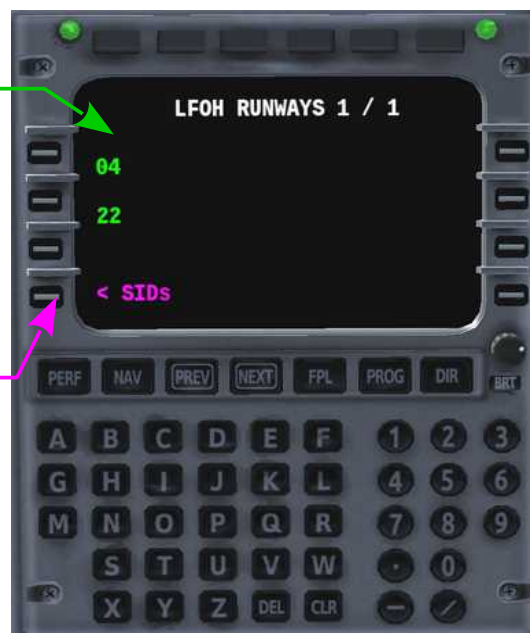 LFOH RUNWAYS 1 / 1
04
22
< SIDs
PERF NAV PREV NEXT FPL PROG DIR BRT
A B C D E F 1 2 3
G H I J K L 4 5 6
M N O P Q R 7 8 9
S T U V W · 0
X Y Z DEL CLR – /